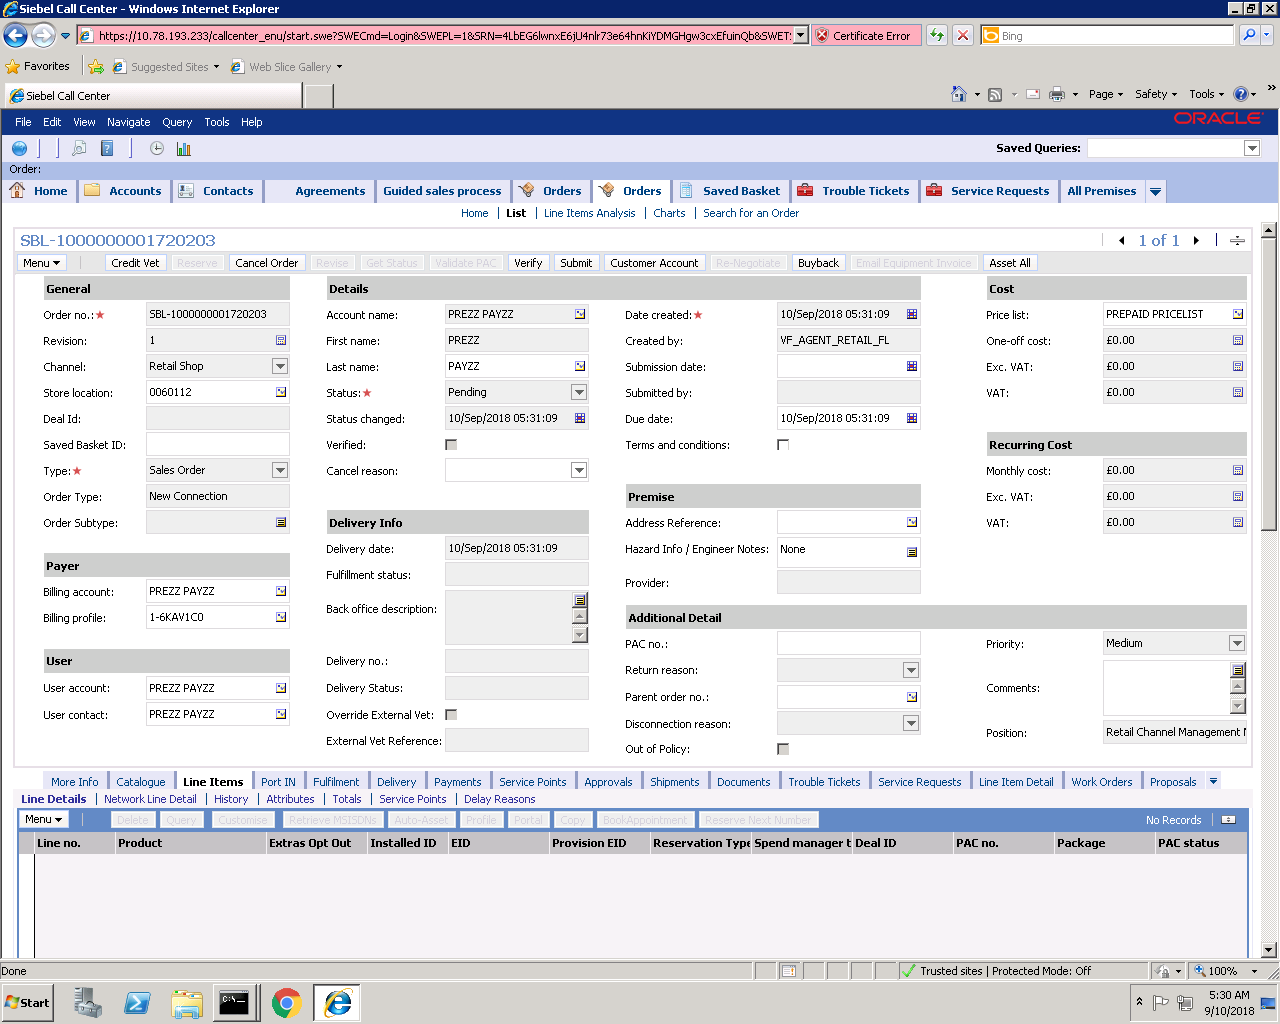 Siebel Call Center - Windows Internet Explorer
https://10.78.193.233/callcenter_enu/start.swe?SWECmd=Login&SWEPL=1&SRN=4LbEG6lwnxE6jU4nlr73e64hnKiYDMGHgw3cxEfuinQb&SWET:
Certificate Error
Bing
Favorites
Suggested Sites
Web Slice Gallery
Siebel Call Center
Page
Safety
Tools
File Edit View Navigate Query Tools Help
ORACLE
Saved Queries:
Order:
Home Accounts Contacts Agreements Guided sales process Orders Orders Saved Basket Trouble Tickets Service Requests All Premises
Home | List | Line Items Analysis | Charts | Search for an Order
SBL-1000000001720203
1 of 1
Menu Credit Vet Reserve Cancel Order Revise Get Status Validate PAC Verify Submit Customer Account Re-Negotiate Buyback Email Equipment Invoice Asset All
General
Order no.: SBL-1000000001720203
Revision: 1
Channel: Retail Shop
Store location: 0060112
Deal Id:
Saved Basket ID:
Type: Sales Order
Order Type: New Connection
Order Subtype:
Payer
Billing account: PREZZ PAYZZ
Billing profile: 1-6KAV1C0
User
User account: PREZZ PAYZZ
User contact: PREZZ PAYZZ
Details
Account name: PREZZ PAYZZ
First name: PREZZ
Last name: PAYZZ
Status: Pending
Status changed: 10/Sep/2018 05:31:09
Verified:
Cancel reason:
Delivery Info
Delivery date: 10/Sep/2018 05:31:09
Fulfillment status:
Back office description:
Delivery no.:
Delivery Status:
Override External Vet:
External Vet Reference:
Date created: 10/Sep/2018 05:31:09
Created by: VF_AGENT_RETAIL_FL
Submission date:
Submitted by:
Due date: 10/Sep/2018 05:31:09
Terms and conditions:
Premise
Address Reference:
Hazard Info / Engineer Notes: None
Provider:
Additional Detail
PAC no.:
Return reason:
Parent order no.:
Disconnection reason:
Out of Policy:
Cost
Price list: PREPAID PRICELIST
One-off cost: £0.00
Exc. VAT: £0.00
VAT: £0.00
Recurring Cost
Monthly cost: £0.00
Exc. VAT: £0.00
VAT: £0.00
Priority: Medium
Comments:
Position: Retail Channel Management M
More Info Catalogue Line Items Port IN Fulfilment Delivery Payments Service Points Approvals Shipments Documents Trouble Tickets Service Requests Line Item Detail Work Orders Proposals
Line Details | Network Line Detail | History | Attributes | Totals | Service Points | Delay Reasons
Menu Delete Query Customise Retrieve MSISDNs Auto-Asset Profile Portal Copy BookAppointment Reserve Next Number
No Records
Line no. Product Extras Opt Out Installed ID EID Provision EID Reservation Type Spend manager t Deal ID PAC no. Package PAC status
Done
Trusted sites | Protected Mode: Off
100%
Start
C:\.
5:30 AM
9/10/2018